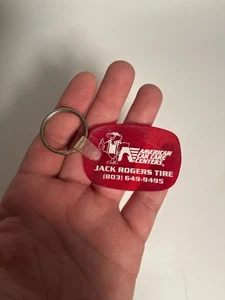 AMERICAN
CAR CARE
CENTERS
JACK ROGERS TIRE
(803) 649-9495